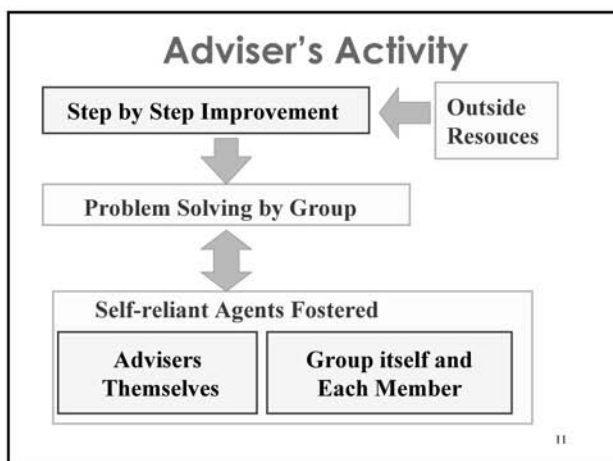 Adviser's Activity
Step by Step Improvement
Outside
Resouces
Problem Solving by Group
Self-reliant Agents Fostered
Advisers
Themselves
Group itself and
Each Member
11